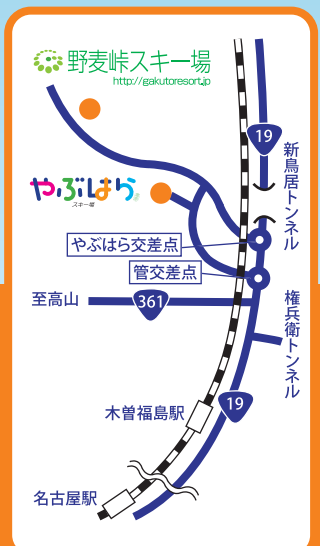 野麦峠スキー場
http://gakutoresort.jp
19
新鳥居トンネル
やぶはら
スキー場
やぶはら交差点
管交差点
至高山
361
権兵衛トンネル
19
木曽福島駅
名古屋駅